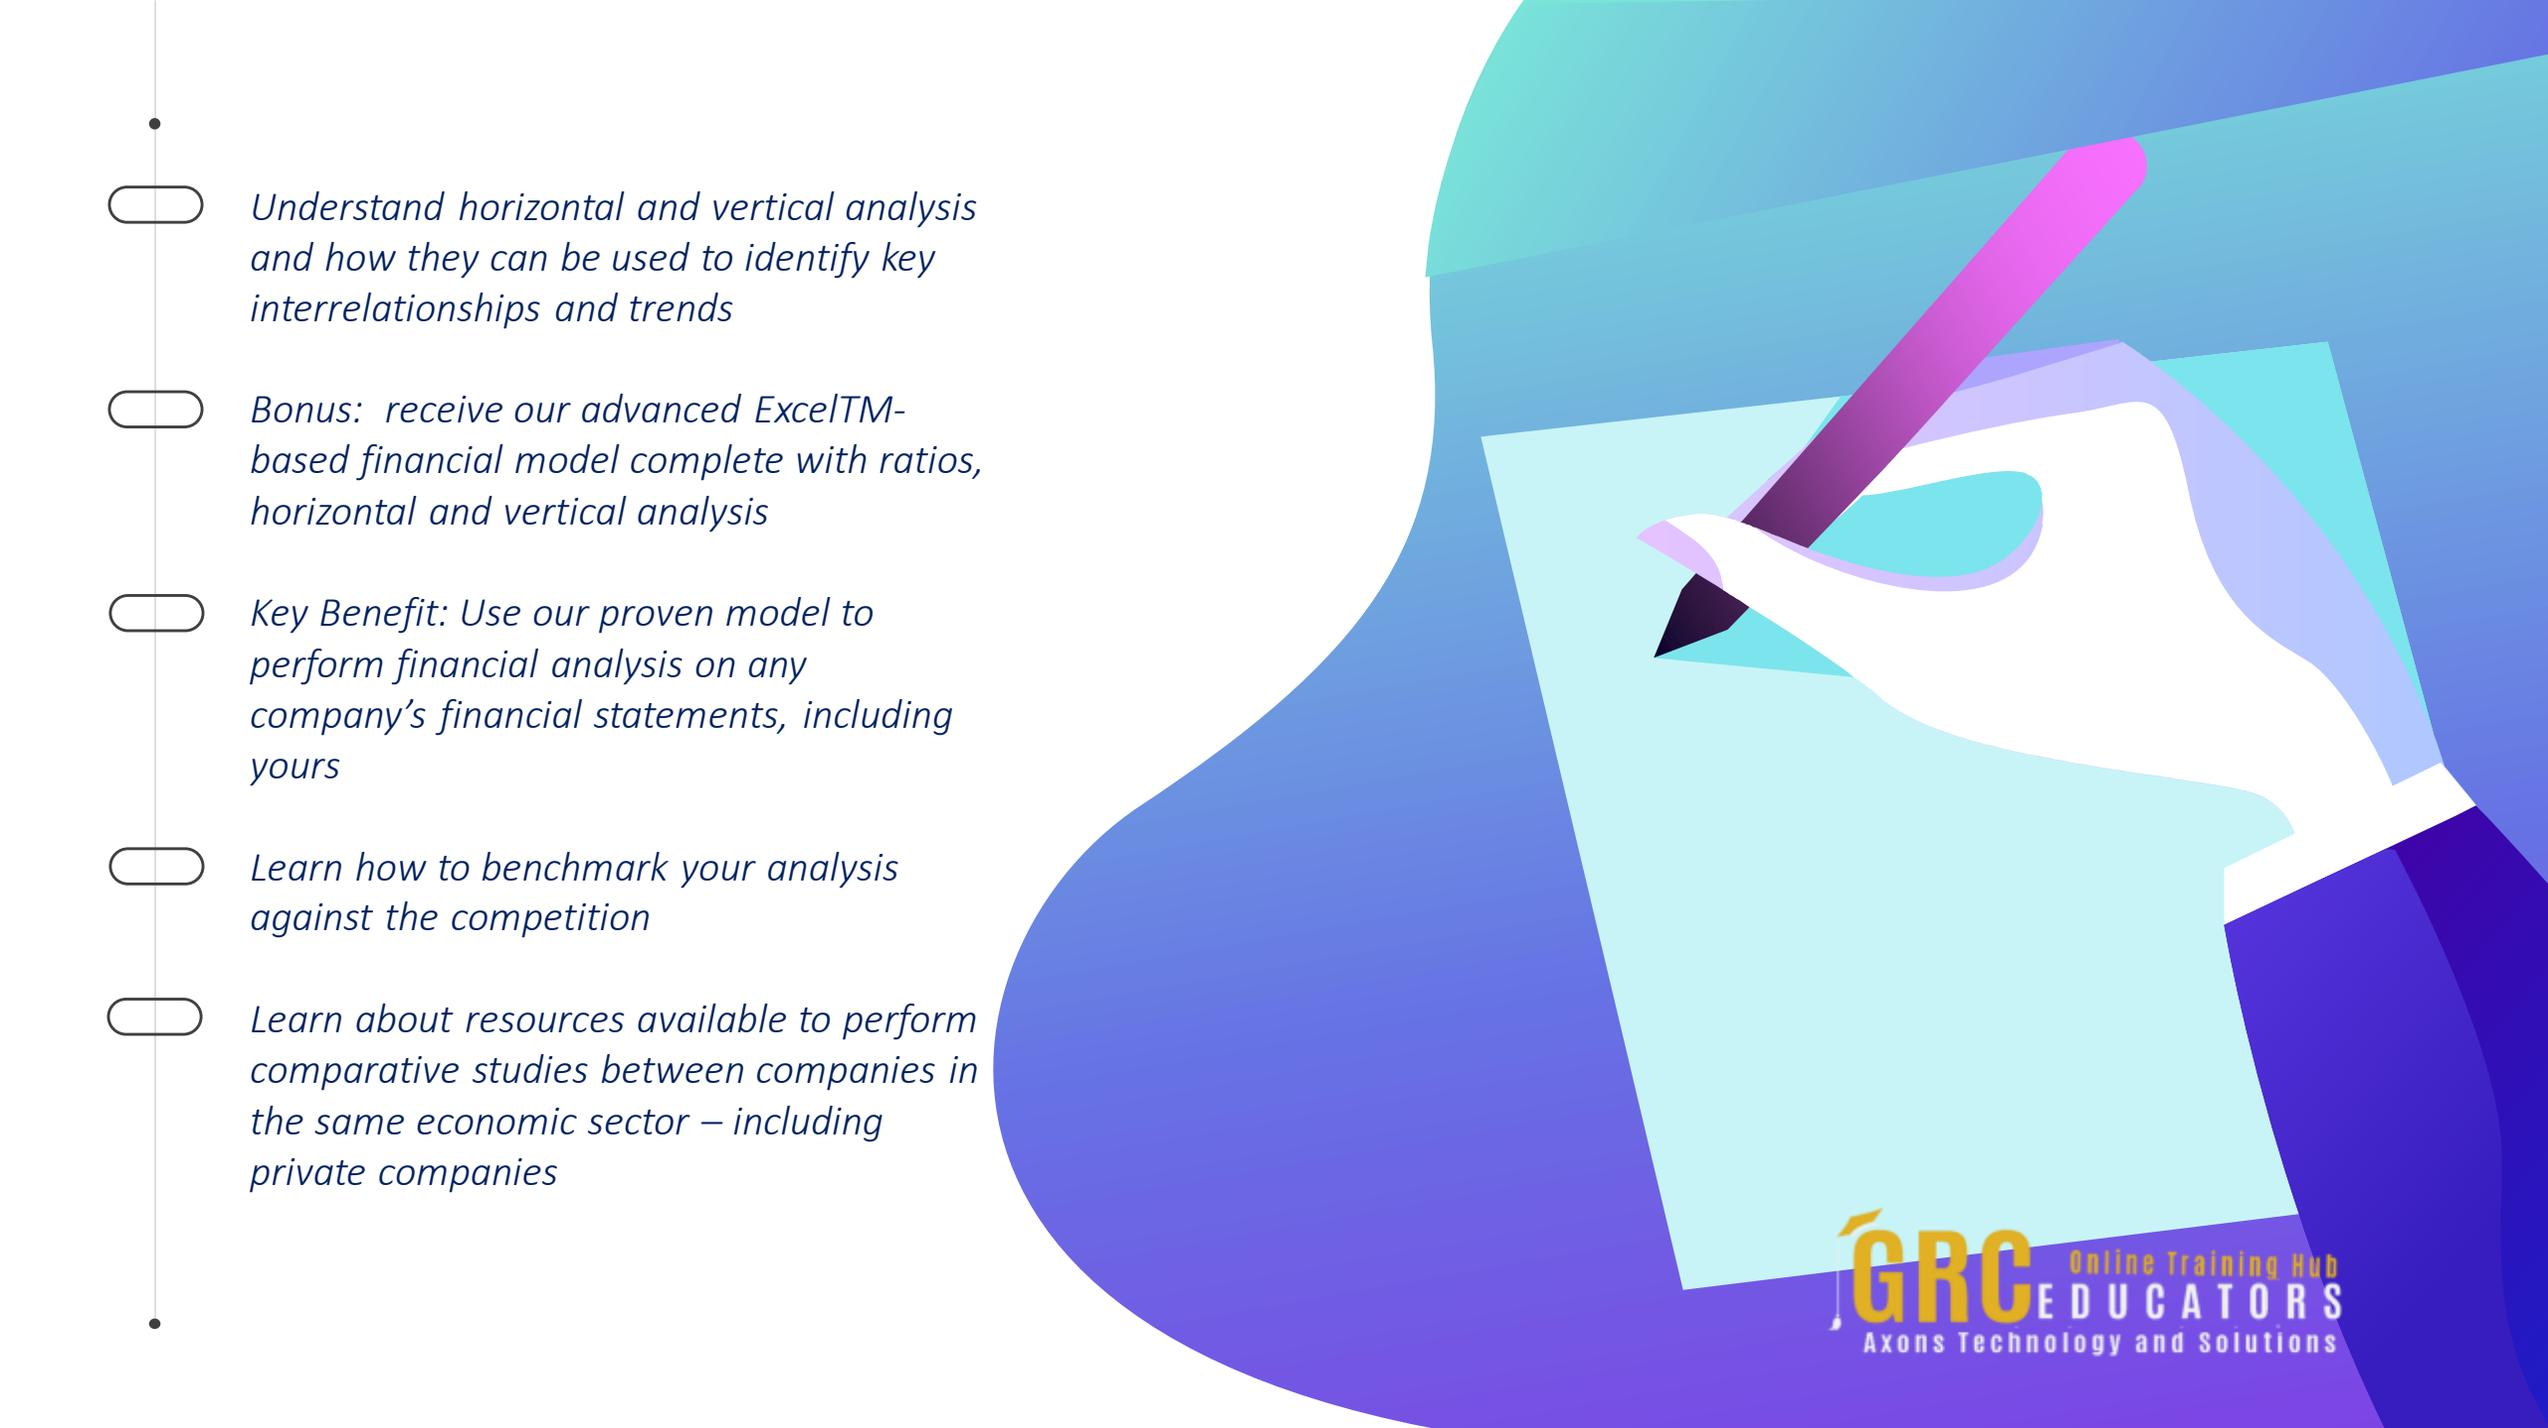 Understand horizontal and vertical analysis
and how they can be used to identify key
interrelationships and trends
Bonus:  receive our advanced ExcelTM-
based financial model complete with ratios,
horizontal and vertical analysis
Key Benefit: Use our proven model to
perform financial analysis on any
company’s financial statements, including
yours
Learn how to benchmark your analysis
against the competition
Learn about resources available to perform
comparative studies between companies in
the same economic sector – including
private companies
GRC
Online Training Hub
EDUCATORS
Axons Technology and Solutions